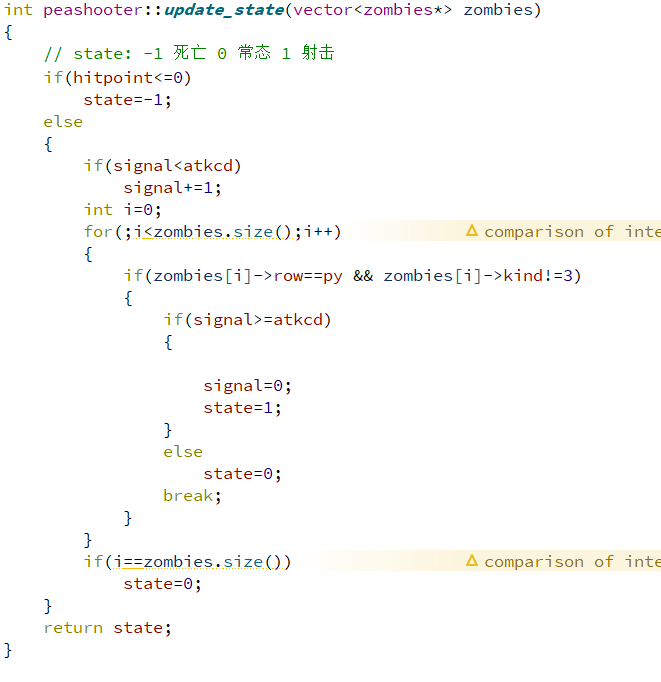 int peashooter::update_state(vector<zombies*> zombies)
{
    // state: -1 死亡 0 常态 1 射击
    if(hitpoint<=0)
        state=-1;
    else
    {
        if(signal<atkcd)
            signal+=1;
        int i=0;
        for(;i<zombies.size();i++) comparison of inte
        {
            if(zombies[i]->row==py && zombies[i]->kind!=3)
            {
                if(signal>=atkcd)
                {
                    signal=0;
                    state=1;
                }
                else
                    state=0;
                break;
            }
        }
        if(i==zombies.size()) comparison of inte
            state=0;
    }
    return state;
}